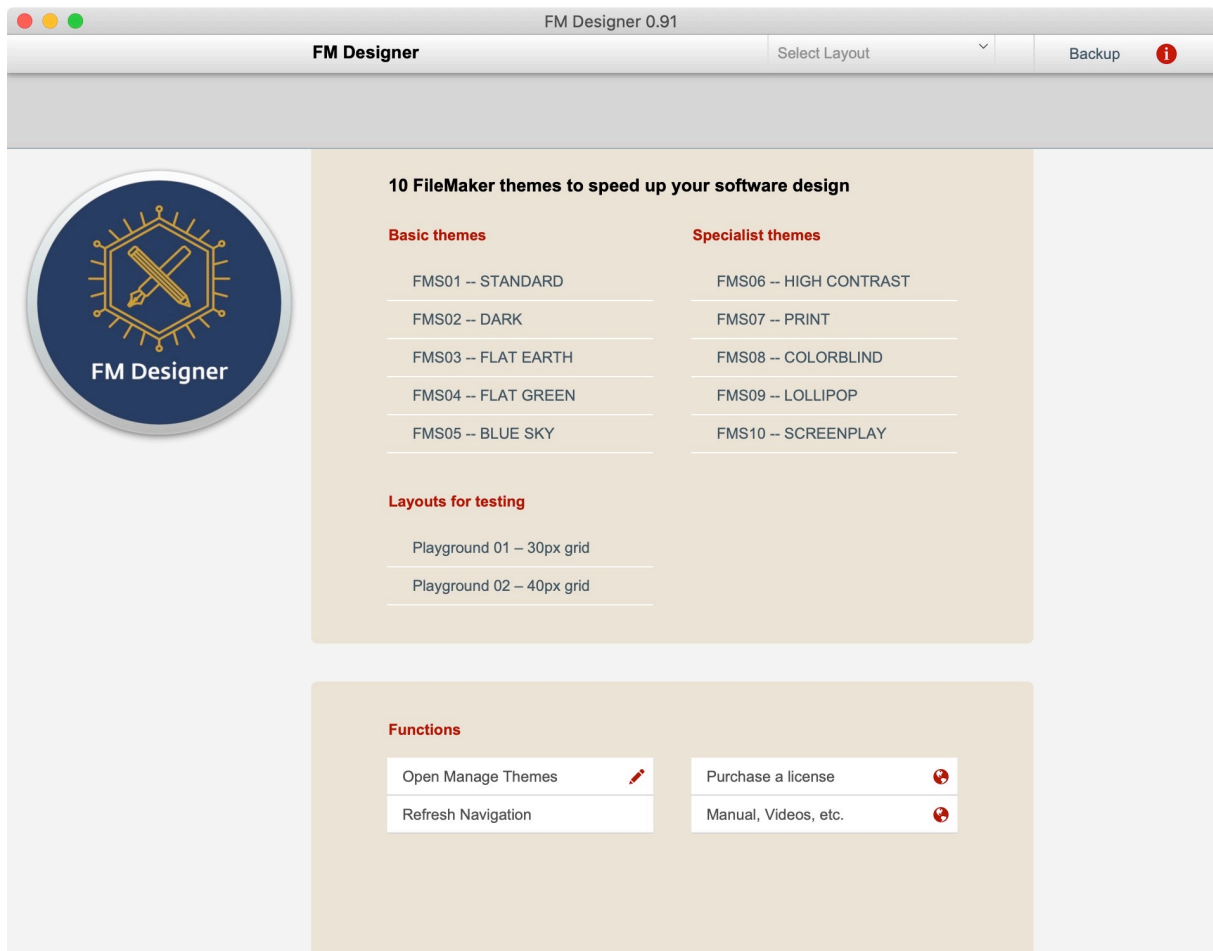 FM Designer 0.91
FM Designer
Select Layout
Backup
i
FM Designer
10 FileMaker themes to speed up your software design
Basic themes
FMS01 -- STANDARD
FMS02 -- DARK
FMS03 -- FLAT EARTH
FMS04 -- FLAT GREEN
FMS05 -- BLUE SKY
Specialist themes
FMS06 -- HIGH CONTRAST
FMS07 -- PRINT
FMS08 -- COLORBLIND
FMS09 -- LOLLIPOP
FMS10 -- SCREENPLAY
Layouts for testing
Playground 01 – 30px grid
Playground 02 – 40px grid
Functions
Open Manage Themes
Refresh Navigation
Purchase a license
Manual, Videos, etc.